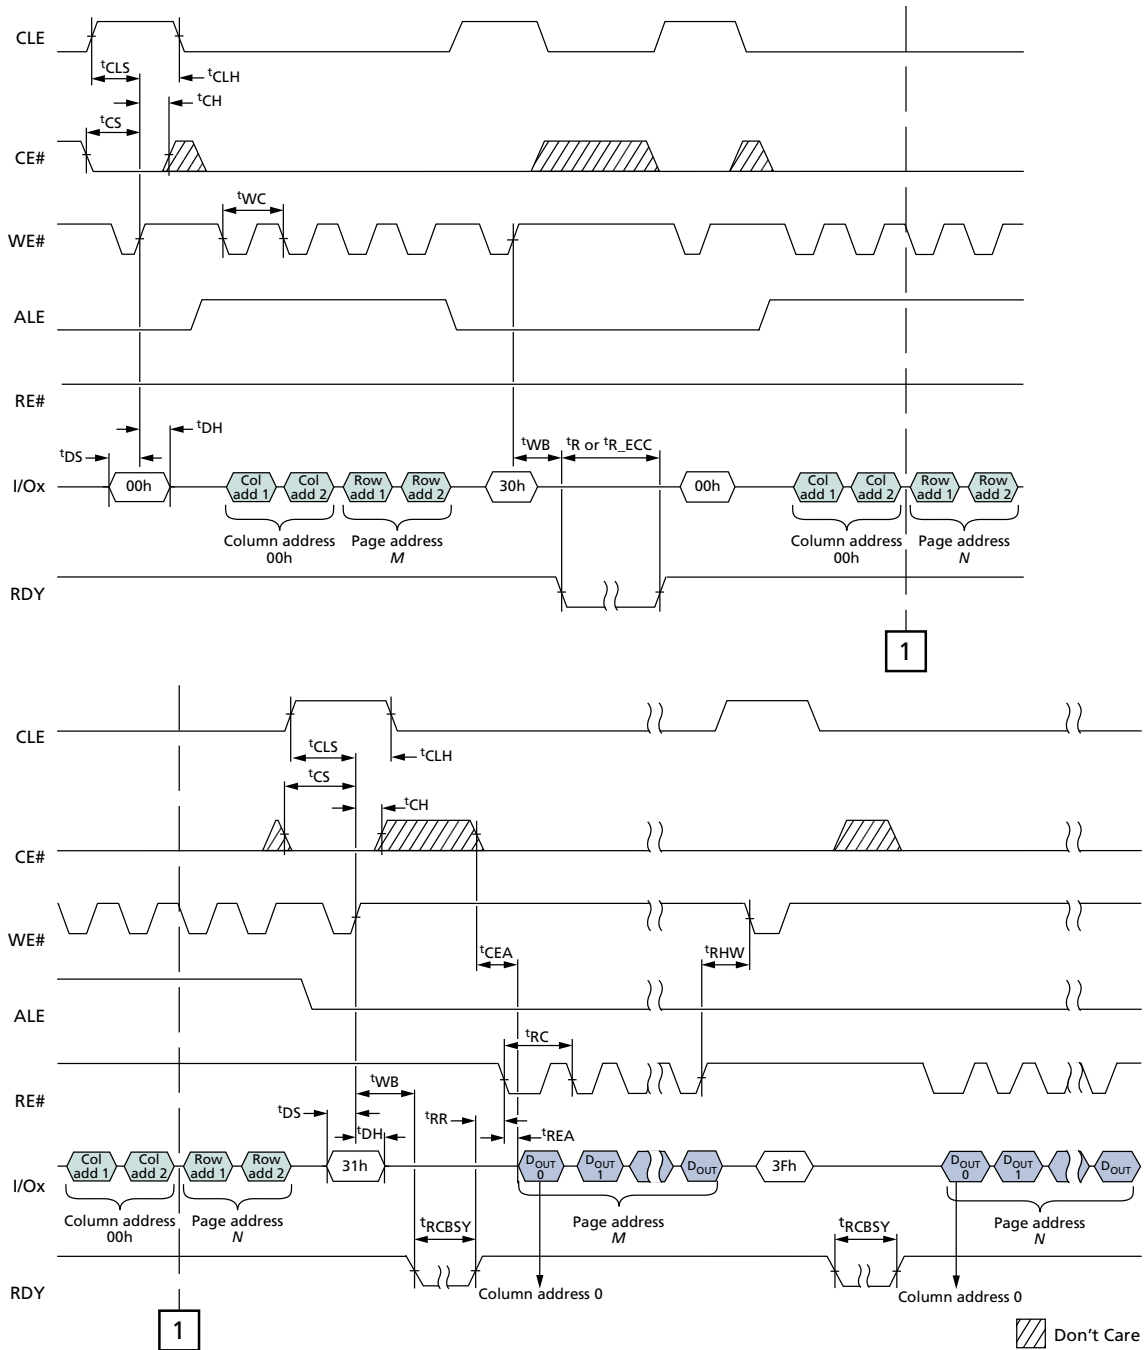 CLE
tCLS
tCLH
tCH
tCS
CE#
tWC
WE#
ALE
RE#
tDH
tDS
tWB
tR or tR_ECC
I/Ox
00h
Col add 1
Col add 2
Row add 1
Row add 2
30h
00h
Col add 1
Col add 2
Row add 1
Row add 2
Column address 00h
Page address M
Column address 00h
Page address N
RDY
1
CLE
tCLS
tCLH
tCS
tCH
CE#
WE#
tCEA
tRHW
ALE
tRC
tWB
RE#
tDS
tRR
tDH
tREA
Col add 1
Col add 2
Row add 1
Row add 2
31h
DOUT 0
DOUT 1
DOUT
3Fh
DOUT 0
DOUT 1
DOUT
I/Ox
Column address 00h
Page address N
tRCBSY
Page address M
tRCBSY
Page address N
RDY
Column address 0
Column address 0
1
Don't Care